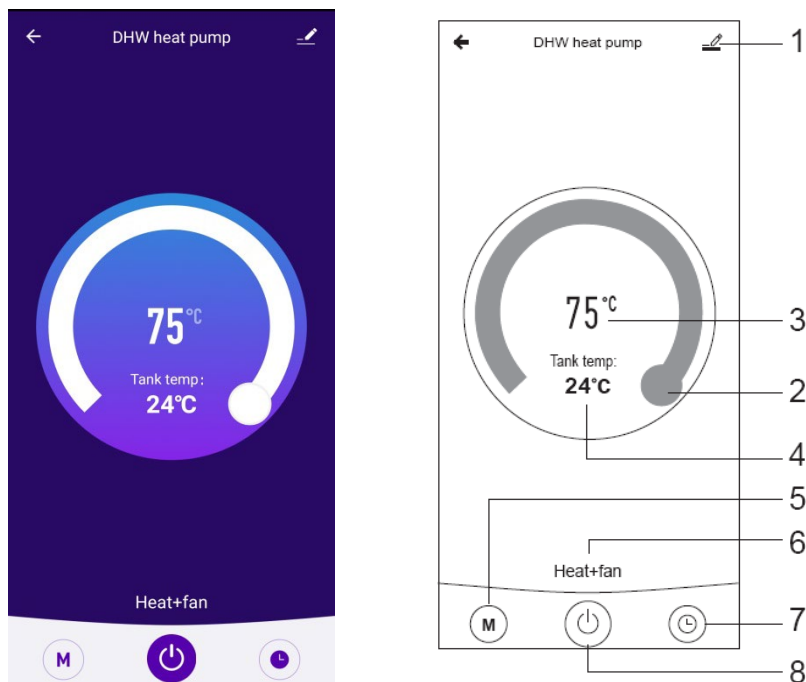 DHW heat pump
75°C
Tank temp:
24°C
Heat+fan
M
DHW heat pump
1
75°C
3
Tank temp:
2
24°C
4
5
6
Heat+fan
M
7
8